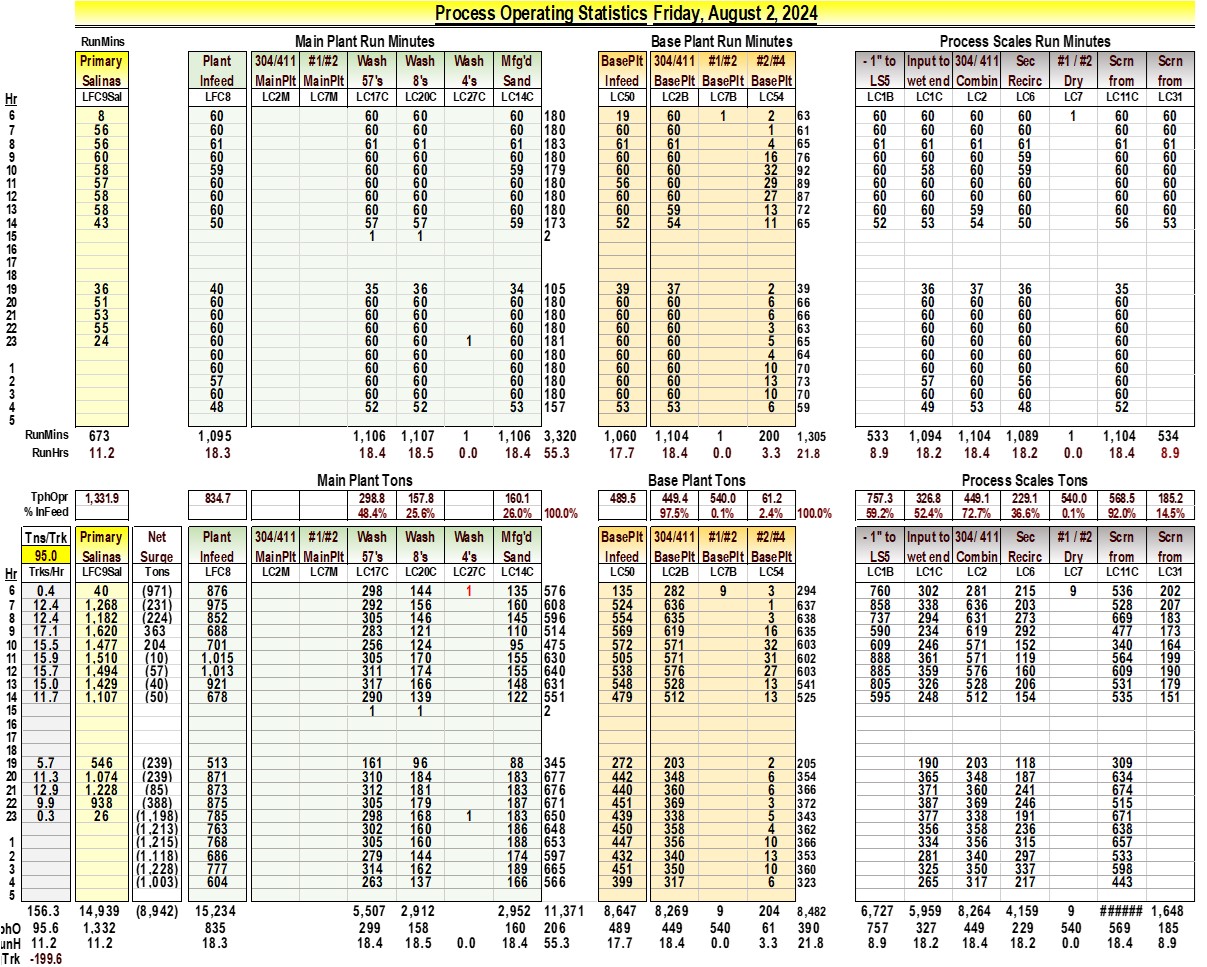 Process Operating Statistics Friday, August 2, 2024
RunMins Main Plant Run Minutes Base Plant Run Minutes Process Scales Run Minutes
Primary Plant 304/411 #1/#2 Wash Wash Wash Mfg'd BasePlt 304/411 #1/#2 #2/#4 - 1" to Input to 304/ 411 Sec #1 / #2 Scrn Scrn
Salinas Infeed MainPlt MainPlt 57's 8's 4's Sand Infeed BasePlt BasePlt BasePlt LS5 wet end Combin Recirc Dry from from
Hr LFC9Sal LFC8 LC2M LC7M LC17C LC20C LC27C LC14C LC50 LC2B LC7B LC54 LC1B LC1C LC2 LC6 LC7 LC11C LC31
6 8 60 60 60 60 180 19 60 1 2 63 60 60 60 60 1 60 60
7 56 60 60 60 60 180 60 60 1 61 60 60 60 60 60 60
8 56 61 61 61 61 183 61 61 4 65 61 61 61 61 61 61
9 60 60 60 60 60 180 60 60 16 76 60 60 60 59 60 60
10 58 59 60 60 59 179 60 60 32 92 60 58 60 59 60 60
11 57 60 60 60 60 180 56 60 29 89 60 60 60 60 60 60
12 58 60 60 60 60 180 60 60 27 87 60 60 60 60 60 60
13 58 60 60 60 60 180 60 59 13 72 60 60 59 60 60 60
14 43 50 57 57 59 173 52 54 11 65 52 53 54 50 56 53
15 1 1 2
16
17
18
19 36 40 35 36 34 105 39 37 2 39 36 37 36 35
20 51 60 60 60 60 180 60 60 6 66 60 60 60 60
21 53 60 60 60 60 180 60 60 6 66 60 60 60 60
22 55 60 60 60 60 180 60 60 3 63 60 60 60 60
23 24 60 60 60 1 60 181 60 60 5 65 60 60 60 60
60 60 60 60 180 60 60 4 64 60 60 60 60
1 60 60 60 60 180 60 60 10 70 60 60 60 60
2 57 60 60 60 180 60 60 13 73 57 60 56 60
3 60 60 60 60 180 60 60 10 70 60 60 60 60
4 48 52 52 53 157 53 53 6 59 49 53 48 52
5
RunMins 673 1,095 1,106 1,107 1 1,106 3,320 1,060 1,104 1 200 1,305 533 1,094 1,104 1,089 1 1,104 534
RunHrs 11.2 18.3 18.4 18.5 0.0 18.4 55.3 17.7 18.4 0.0 3.3 21.8 8.9 18.2 18.4 18.2 0.0 18.4 8.9
Main Plant Tons Base Plant Tons Process Scales Tons
TphOpr 1,331.9 834.7 298.8 157.8 160.1 489.5 449.4 540.0 61.2 757.3 326.8 449.1 229.1 540.0 568.5 185.2
% InFeed 48.4% 25.6% 26.0% 100.0% 97.5% 0.1% 2.4% 100.0% 59.2% 52.4% 72.7% 36.6% 0.1% 92.0% 14.5%
Tns/Trk Primary Net Plant 304/411 #1/#2 Wash Wash Wash Mfg'd BasePlt 304/411 #1/#2 #2/#4 - 1" to Input to 304/ 411 Sec #1 / #2 Scrn Scrn
95.0 Salinas Surge Infeed MainPlt MainPlt 57's 8's 4's Sand Infeed BasePlt BasePlt BasePlt LS5 wet end Combin Recirc Dry from from
Hr Trks/Hr LFC9Sal Tons LFC8 LC2M LC7M LC17C LC20C LC27C LC14C LC50 LC2B LC7B LC54 LC1B LC1C LC2 LC6 LC7 LC11C LC31
6 0.4 40 (971) 876 298 144 1 135 576 135 282 9 3 294 760 302 281 215 9 536 202
7 12.4 1,268 (231) 975 292 156 160 608 524 636 1 637 858 338 636 203 528 207
8 12.4 1,182 (224) 852 305 146 145 596 554 635 3 638 737 294 631 273 669 183
9 17.1 1,620 363 688 283 121 110 514 569 619 16 635 590 234 619 292 477 173
10 15.5 1,477 204 701 256 124 95 475 572 571 32 603 609 246 571 152 340 164
11 15.9 1,510 (10) 1,015 305 170 155 630 505 571 31 602 888 361 571 119 564 199
12 15.7 1,494 (57) 1,013 311 174 155 640 538 576 27 603 885 359 576 160 609 190
13 15.0 1,429 (40) 921 317 166 148 631 548 528 13 541 805 326 528 206 531 179
14 11.7 1,107 (50) 678 290 139 122 551 479 512 13 525 595 248 512 154 535 151
15 1 1 2
16
17
18
19 5.7 546 (239) 513 161 96 88 345 272 203 2 205 190 203 118 309
20 11.3 1,074 (239) 871 310 184 183 677 442 348 6 354 365 348 187 634
21 12.9 1,228 (85) 873 312 181 183 676 440 360 6 366 371 360 241 674
22 9.9 938 (388) 875 305 179 187 671 451 369 3 372 387 369 246 515
23 0.3 26 (1,198) 785 298 168 1 183 650 439 338 5 343 377 338 191 671
(1,213) 763 302 160 186 648 450 358 4 362 356 358 236 638
1 (1,215) 768 305 160 188 653 447 356 10 366 334 356 315 657
2 (1,118) 686 279 144 174 597 432 340 13 353 281 340 297 533
3 (1,228) 777 314 162 189 665 451 350 10 360 325 350 337 598
4 (1,003) 604 263 137 166 566 399 317 6 323 265 317 217 443
5
156.3 14,939 (8,942) 15,234 5,507 2,912 2,952 11,371 8,647 8,269 9 204 8,482 6,727 5,959 8,264 4,159 9 ###### 1,648
phO 95.6 1,332 835 299 158 160 206 489 449 540 61 390 757 327 449 229 540 569 185
unH 11.2 11.2 18.3 18.4 18.5 0.0 18.4 55.3 17.7 18.4 0.0 3.3 21.8 8.9 18.2 18.4 18.2 0.0 18.4 8.9
Trk -199.6